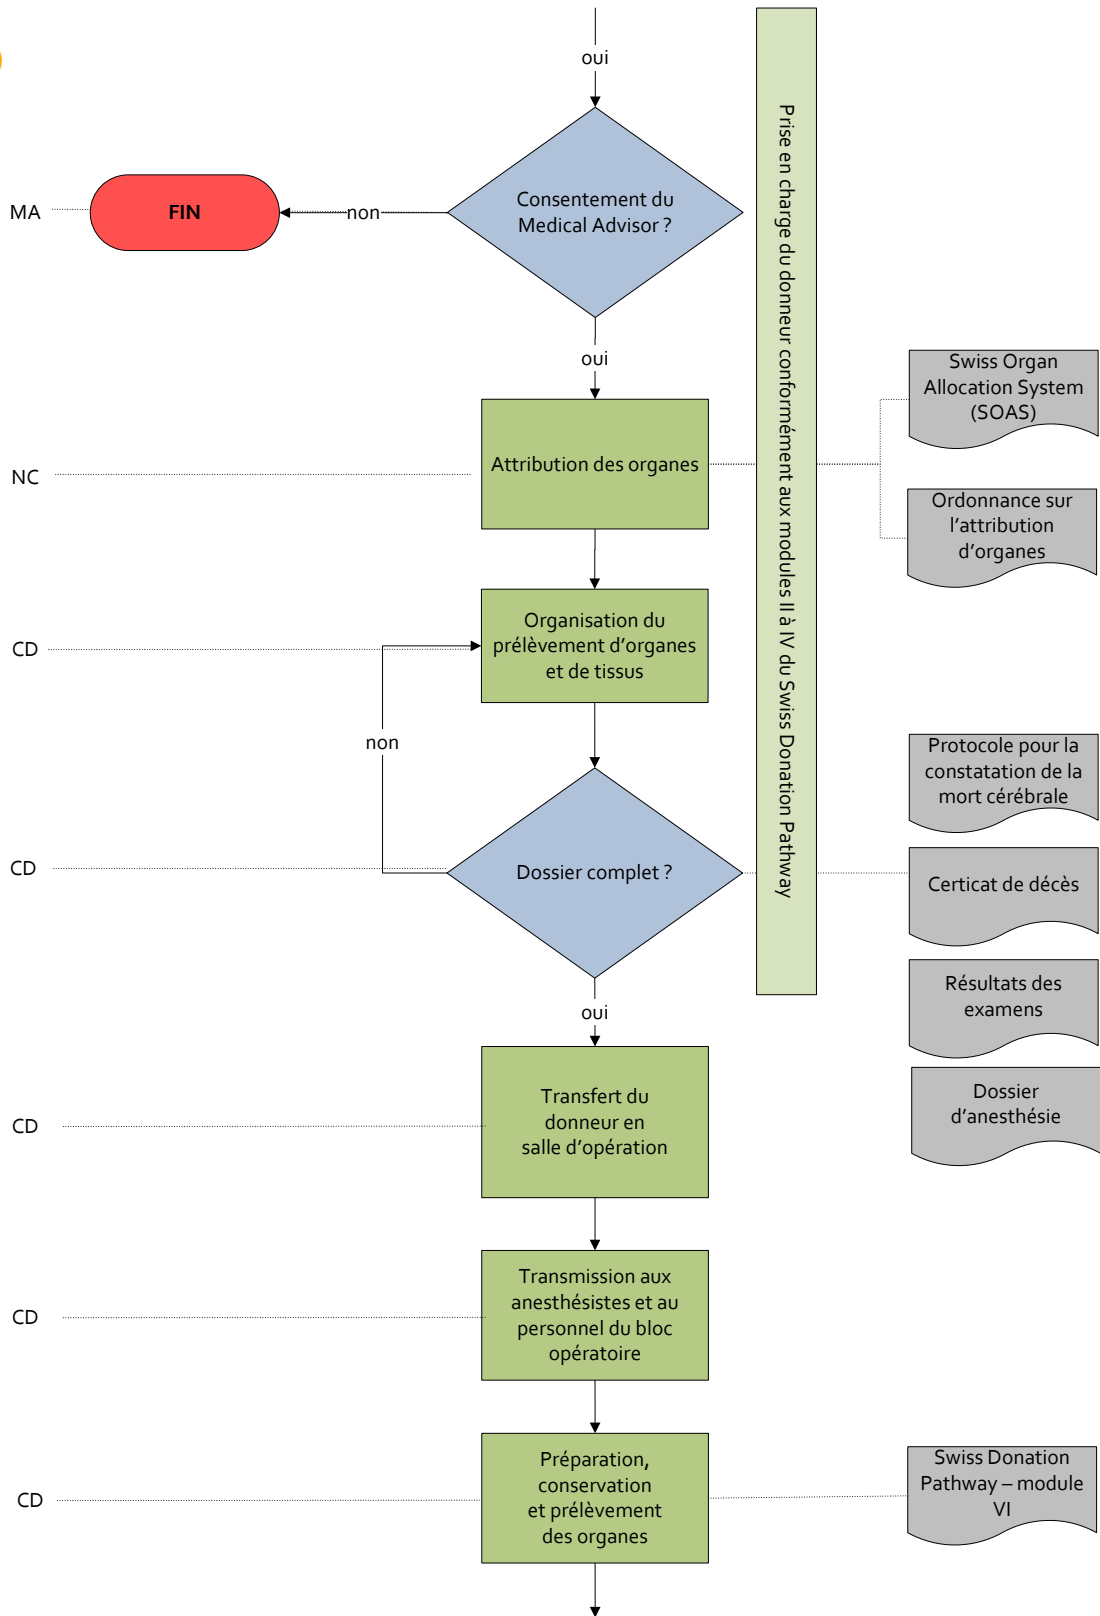 oui
Consentement du
Medical Advisor ?
MA
FIN
non
oui
Prise en charge du donneur conformément aux modules II à IV du Swiss Donation Pathway
Swiss Organ
Allocation System
(SOAS)
NC
Attribution des organes
Ordonnance sur
l'attribution
d'organes
CD
Organisation du
prélèvement d'organes
et de tissus
non
Protocole pour la
constatation de la
mort cérébrale
CD
Dossier complet ?
Certicat de décès
Résultats des
examens
oui
CD
Transfert du
donneur en
salle d'opération
Dossier
d'anesthésie
CD
Transmission aux
anesthésistes et au
personnel du bloc
opératoire
CD
Préparation,
conservation
et prélèvement
des organes
Swiss Donation
Pathway – module
VI